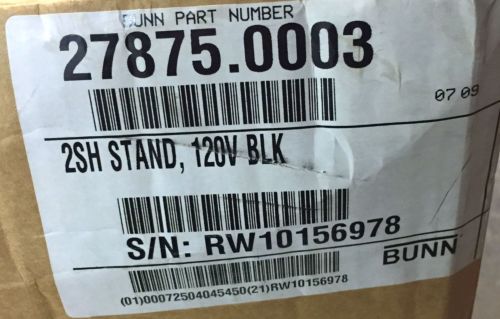 BUNN PART NUMBER
27875.0003
07 09
2SH STAND, 120V BLK
S/N: RW10156978
BUNN
(01)00072504045450(21)RW10156978